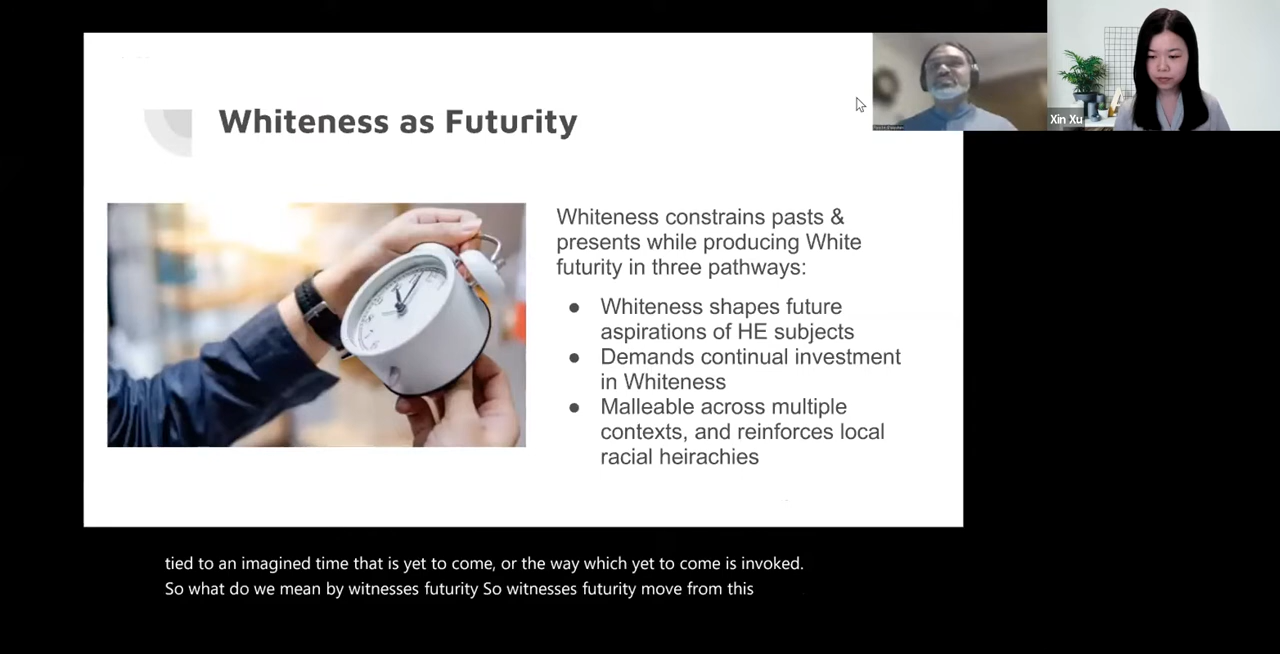 Whiteness as Futurity
Xin Xu
Whiteness constrains pasts &
presents while producing White
futurity in three pathways:
● Whiteness shapes future
aspirations of HE subjects
● Demands continual investment
in Whiteness
● Malleable across multiple
contexts, and reinforces local
racial heirachies
tied to an imagined time that is yet to come, or the way which yet to come is invoked.
So what do we mean by witnesses futurity So witnesses futurity move from this